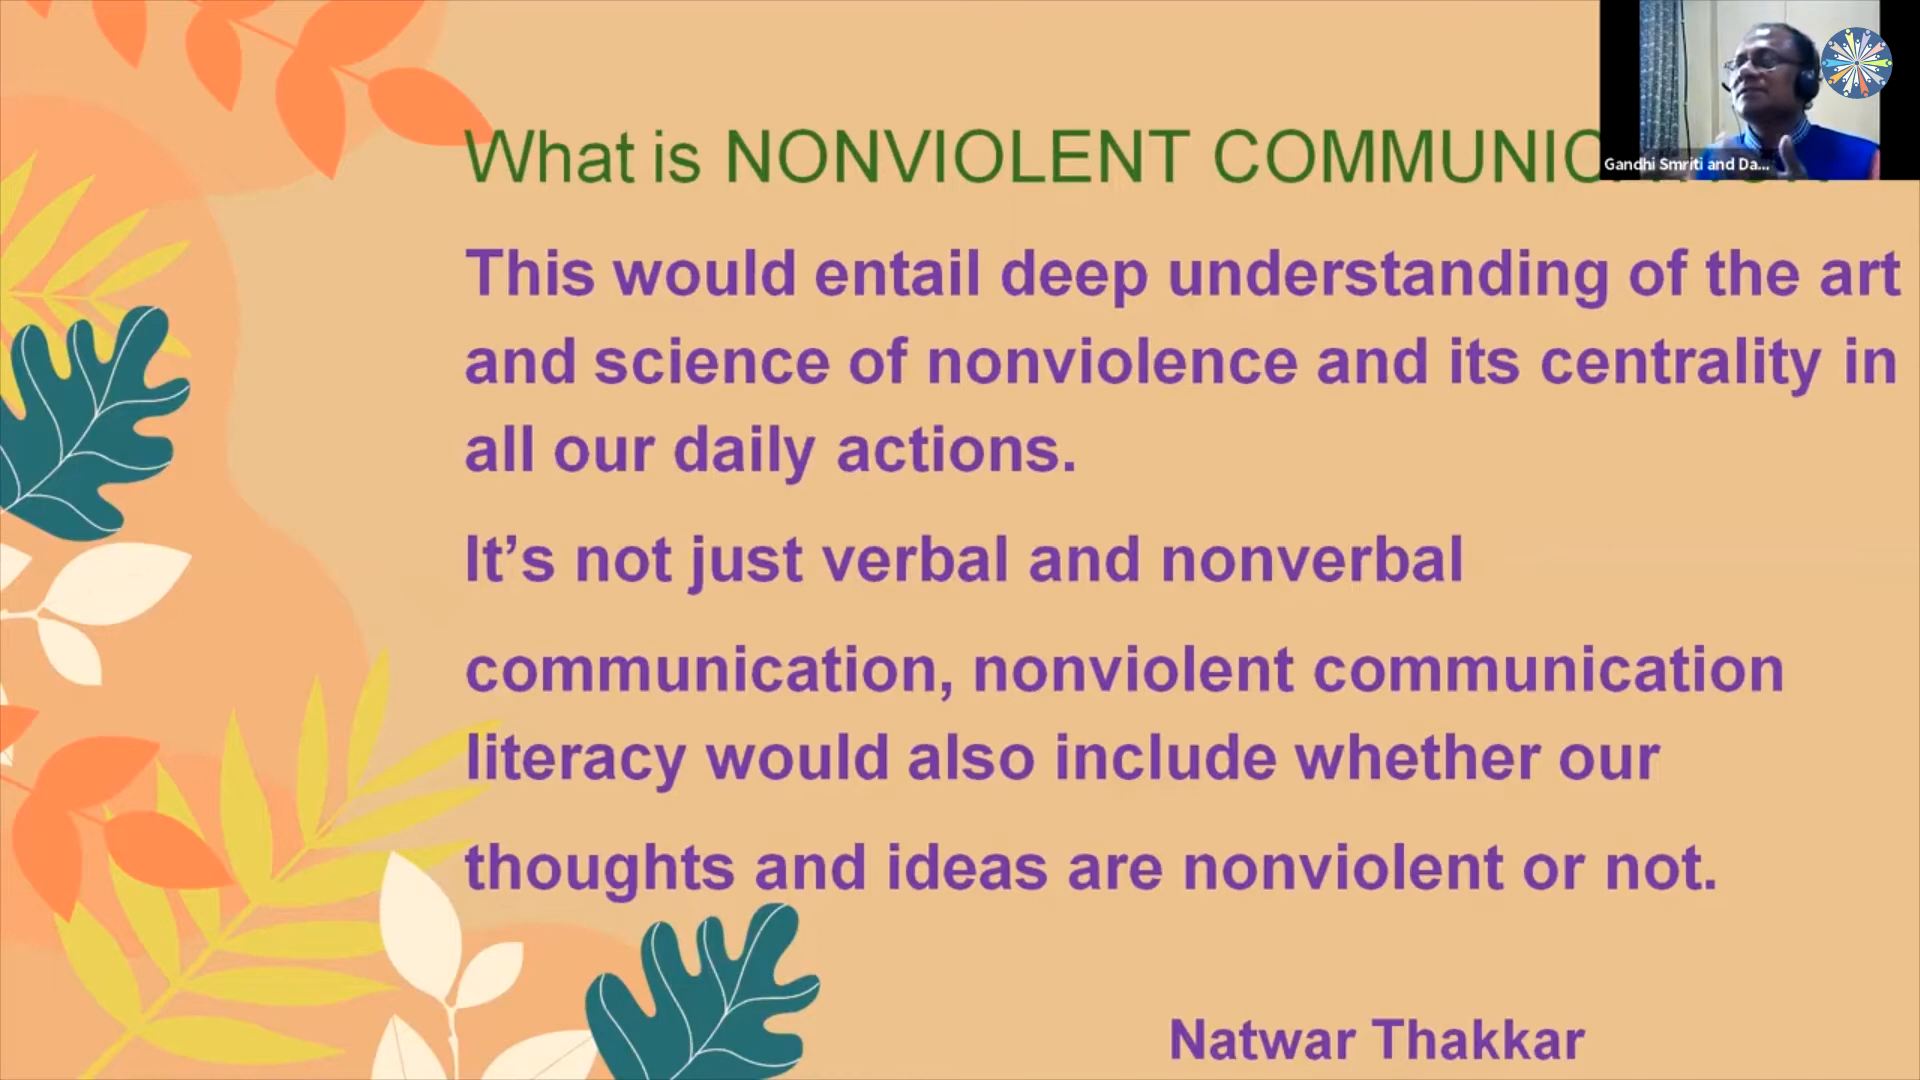 What is NONVIOLENT COMMUNIC
Gandhi Smriti and Da...
This would entail deep understanding of the art
and science of nonviolence and its centrality in
all our daily actions.
It’s not just verbal and nonverbal
communication, nonviolent communication
literacy would also include whether our
thoughts and ideas are nonviolent or not.
Natwar Thakkar